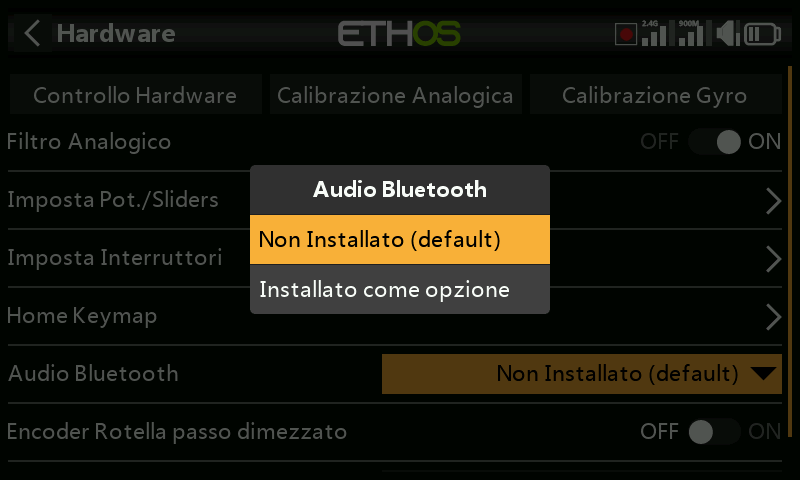 Hardware
ETHOS
2.4G 900M
Controllo Hardware Calibrazione Analogica Calibrazione Gyro
Filtro Analogico OFF ON
Imposta Pot./Sliders
Audio Bluetooth
Non Installato (default)
Imposta Interruttori
Installato come opzione
Home Keymap
Audio Bluetooth Non Installato (default)
Encoder Rotella passo dimezzato OFF ON